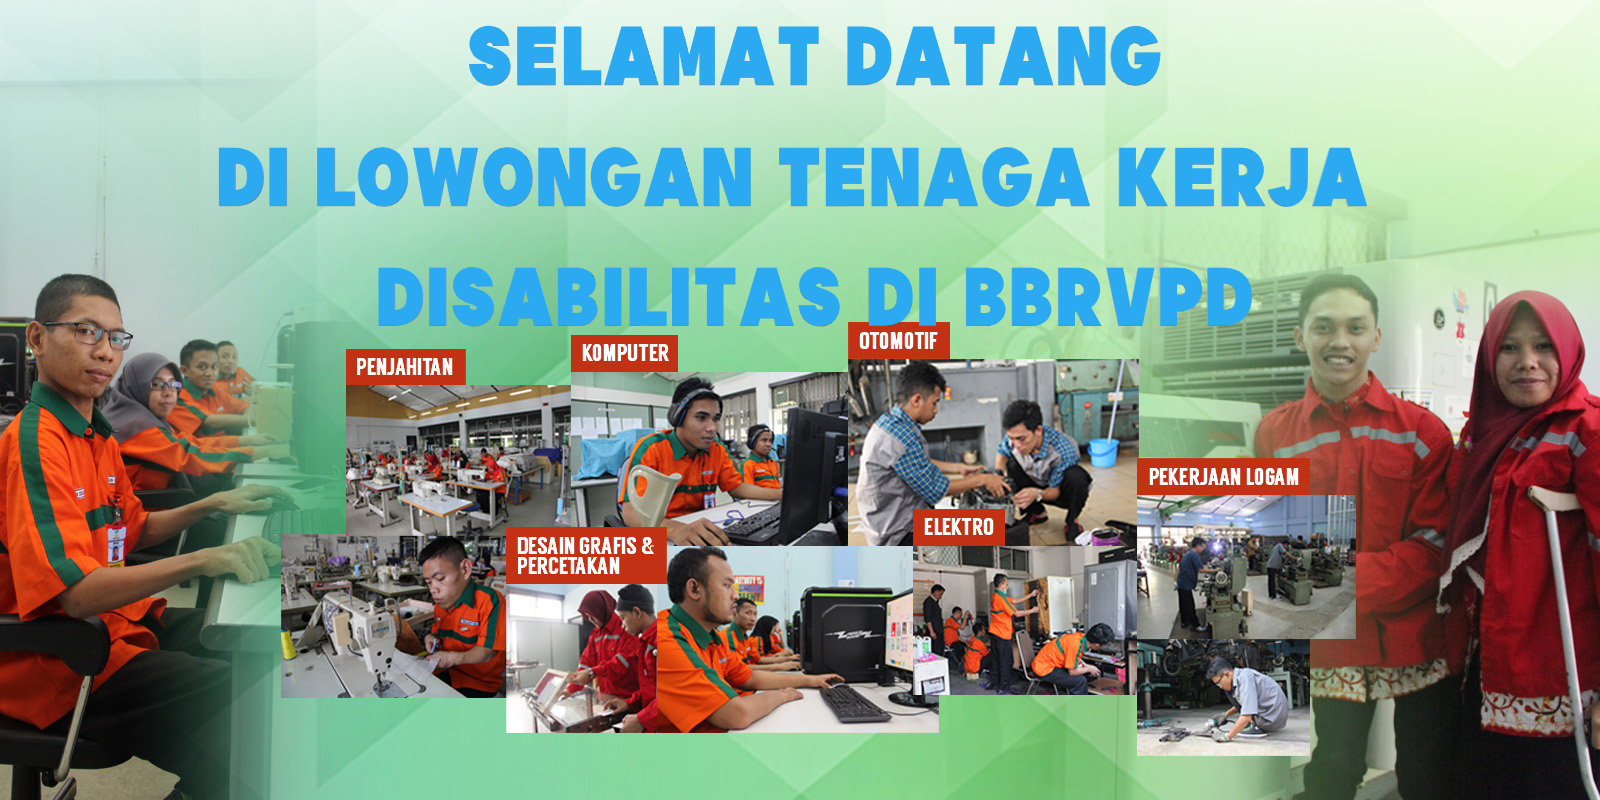 SELAMAT DATANG
DI LOWONGAN TENAGA KERJA
DISABILITAS DI BBRVPD
PENJAHITAN
KOMPUTER
OTOMOTIF
PEKERJAAN LOGAM
DESAIN GRAFIS &
PERCETAKAN
ELEKTRO